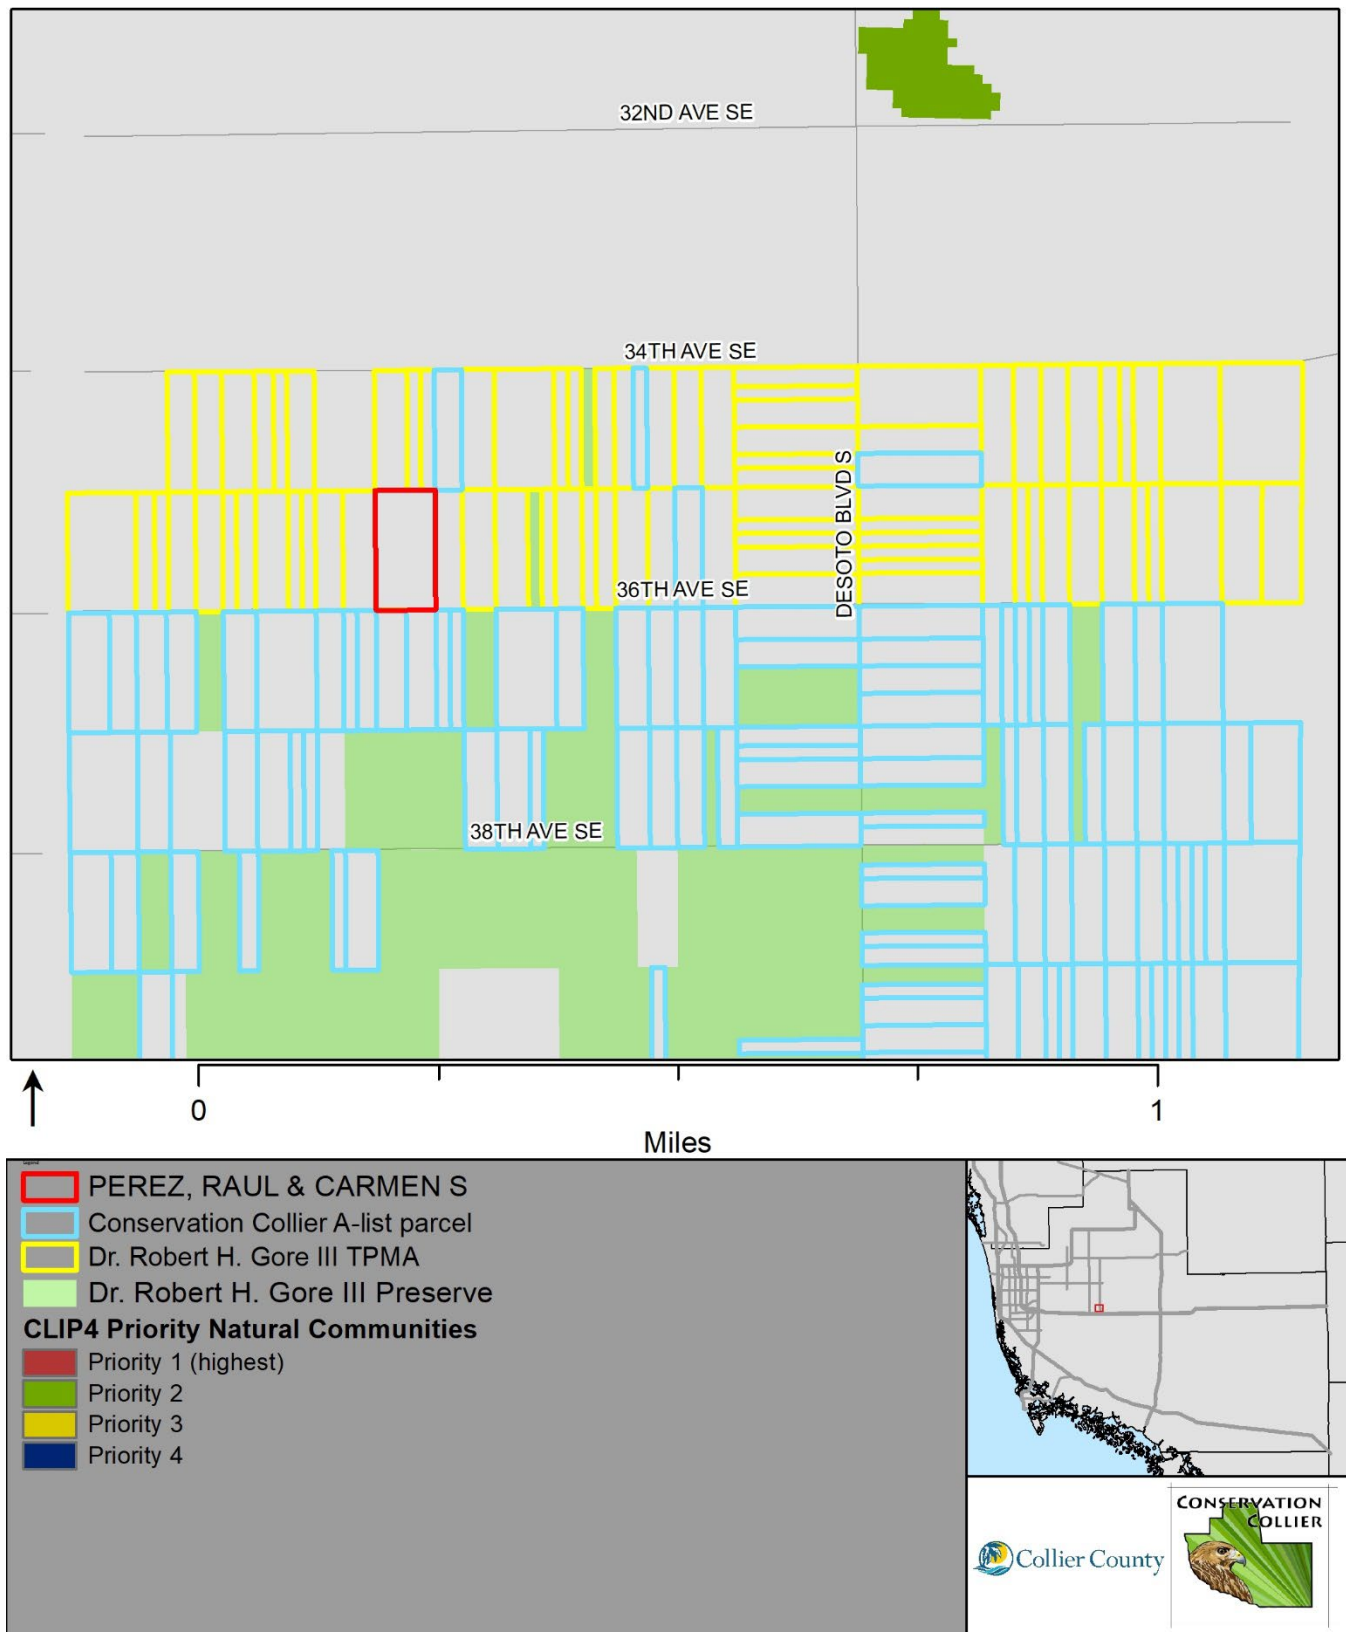 32ND AVE SE
34TH AVE SE
DESOTO BLVD S
36TH AVE SE
38TH AVE SE
0
1
Miles
Legend
PEREZ, RAUL & CARMEN S
Conservation Collier A-list parcel
Dr. Robert H. Gore III TPMA
Dr. Robert H. Gore III Preserve
CLIP4 Priority Natural Communities
Priority 1 (highest)
Priority 2
Priority 3
Priority 4
Collier County
CONSERVATION
COLLIER